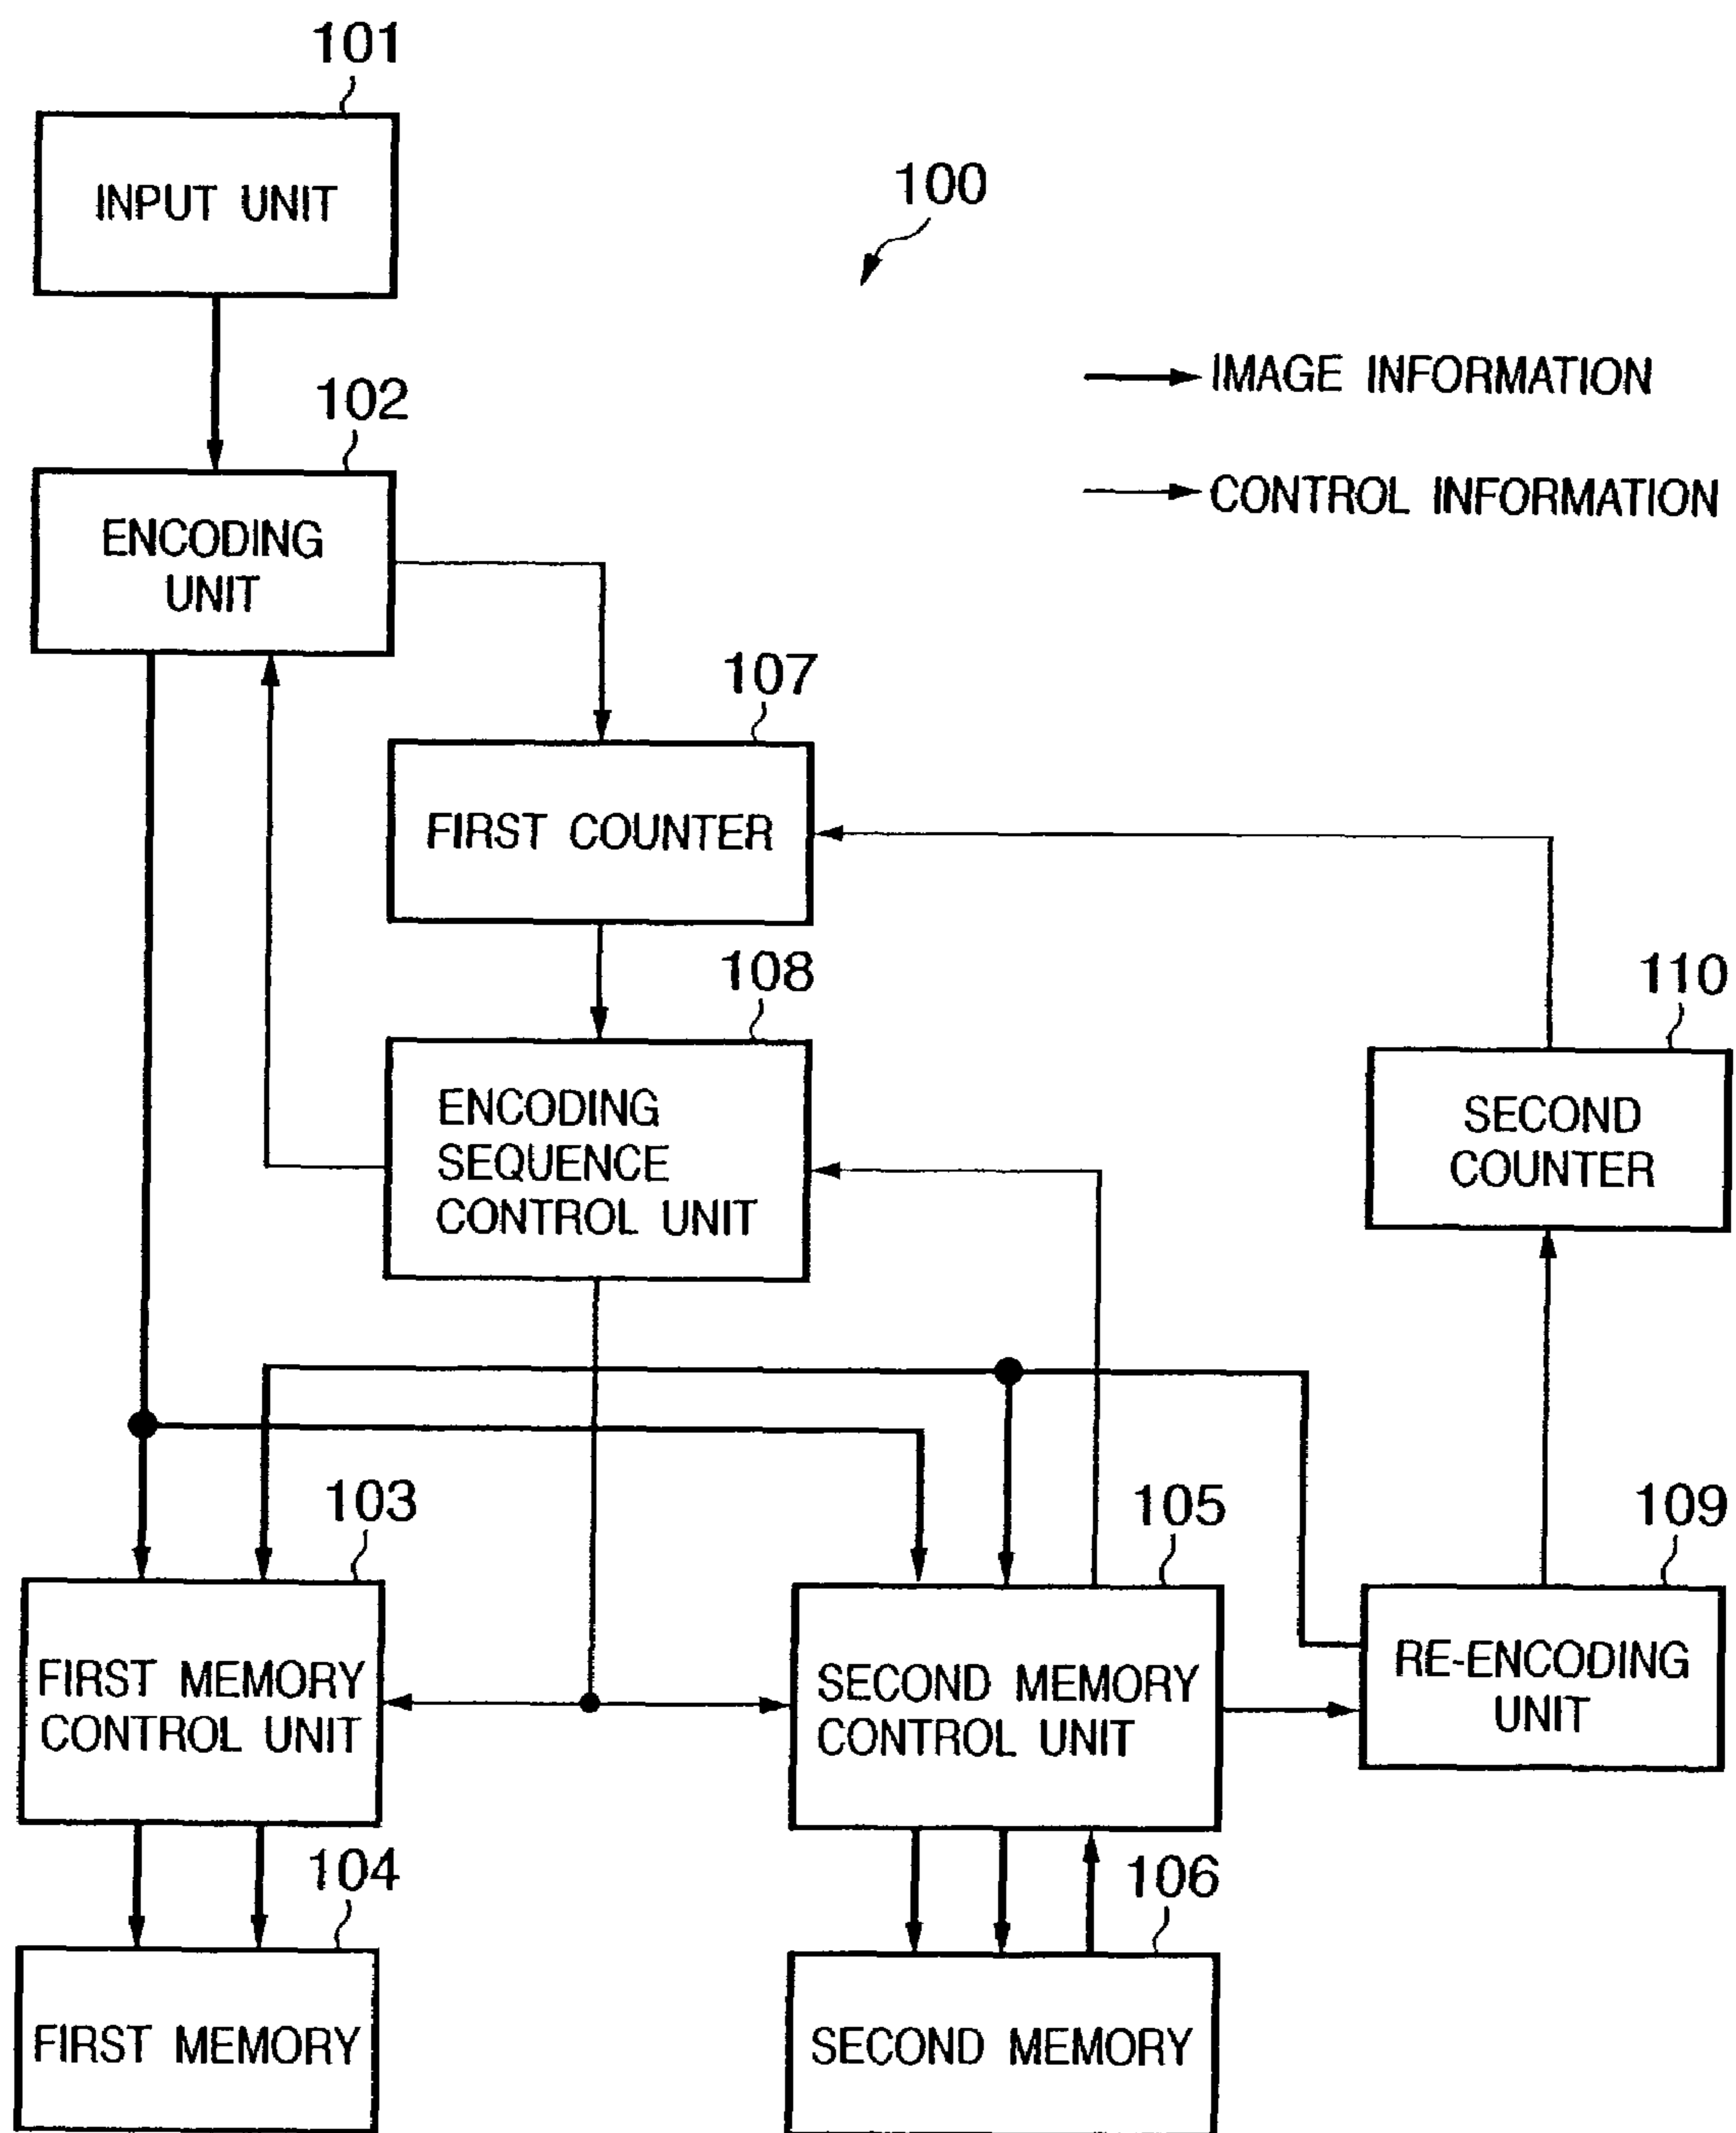 101
INPUT UNIT
100
IMAGE INFORMATION
CONTROL INFORMATION
102
ENCODING
UNIT
107
FIRST COUNTER
108
ENCODING
SEQUENCE
CONTROL UNIT
110
SECOND
COUNTER
103
FIRST MEMORY
CONTROL UNIT
105
SECOND MEMORY
CONTROL UNIT
109
RE-ENCODING
UNIT
104
FIRST MEMORY
106
SECOND MEMORY